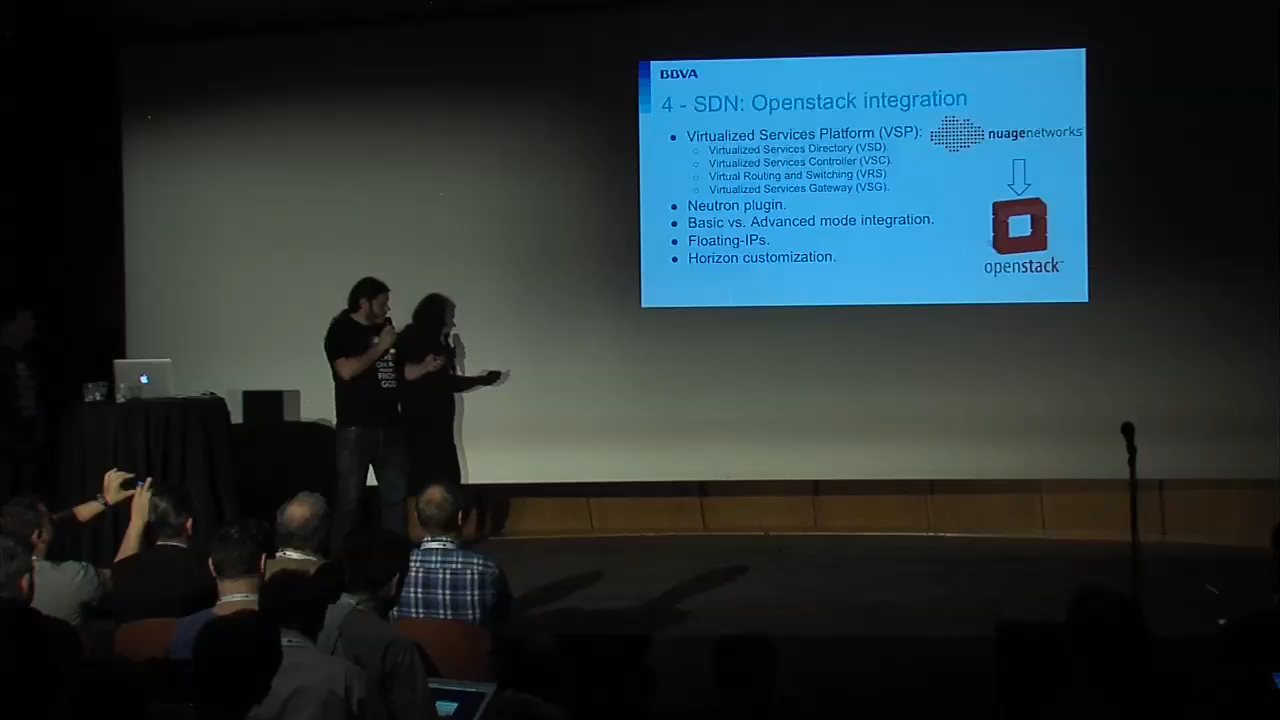 BBVA
4 - SDN: Openstack integration
● Virtualized Services Platform (VSP):
○ Virtualized Services Directory (VSD).
○ Virtualized Services Controller (VSC).
○ Virtual Routing and Switching (VRS).
○ Virtualized Services Gateway (VSG).
● Neutron plugin.
● Basic vs. Advanced mode integration.
● Floating-IPs.
● Horizon customization.
nuagenetworks
openstack
FROM